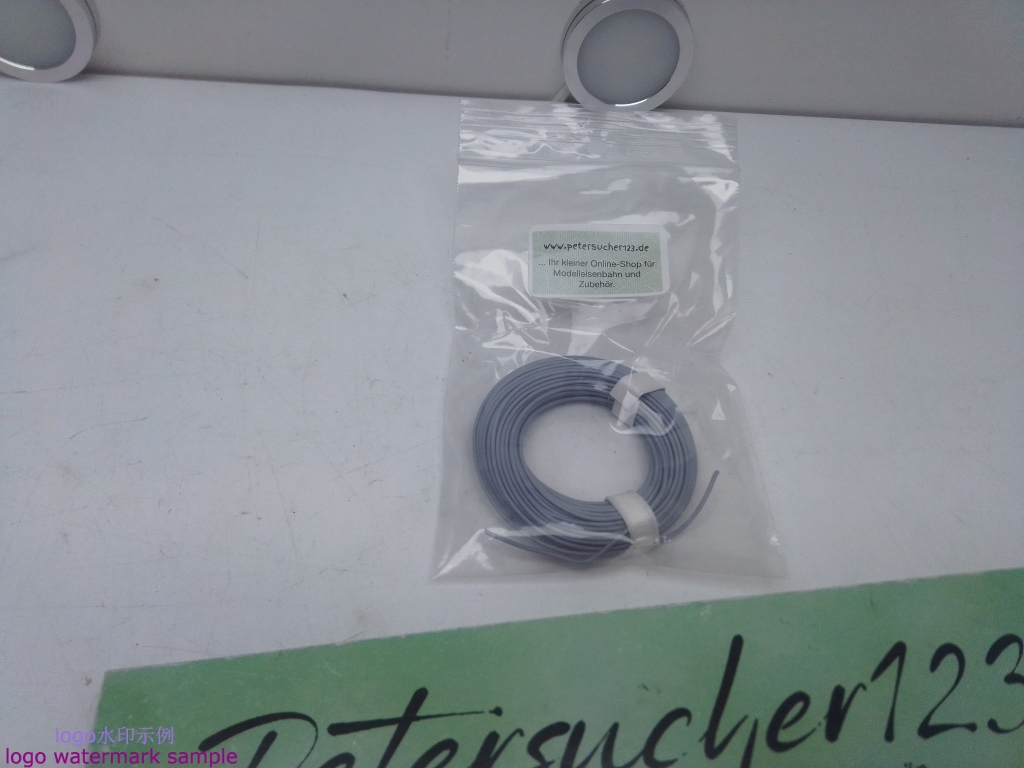 www.petersucher123.de
... Ihr kleiner Online-Shop für
Modelleisenbahn und
Zubehör.
Petersucher123
logo水印示例
logo watermark sample